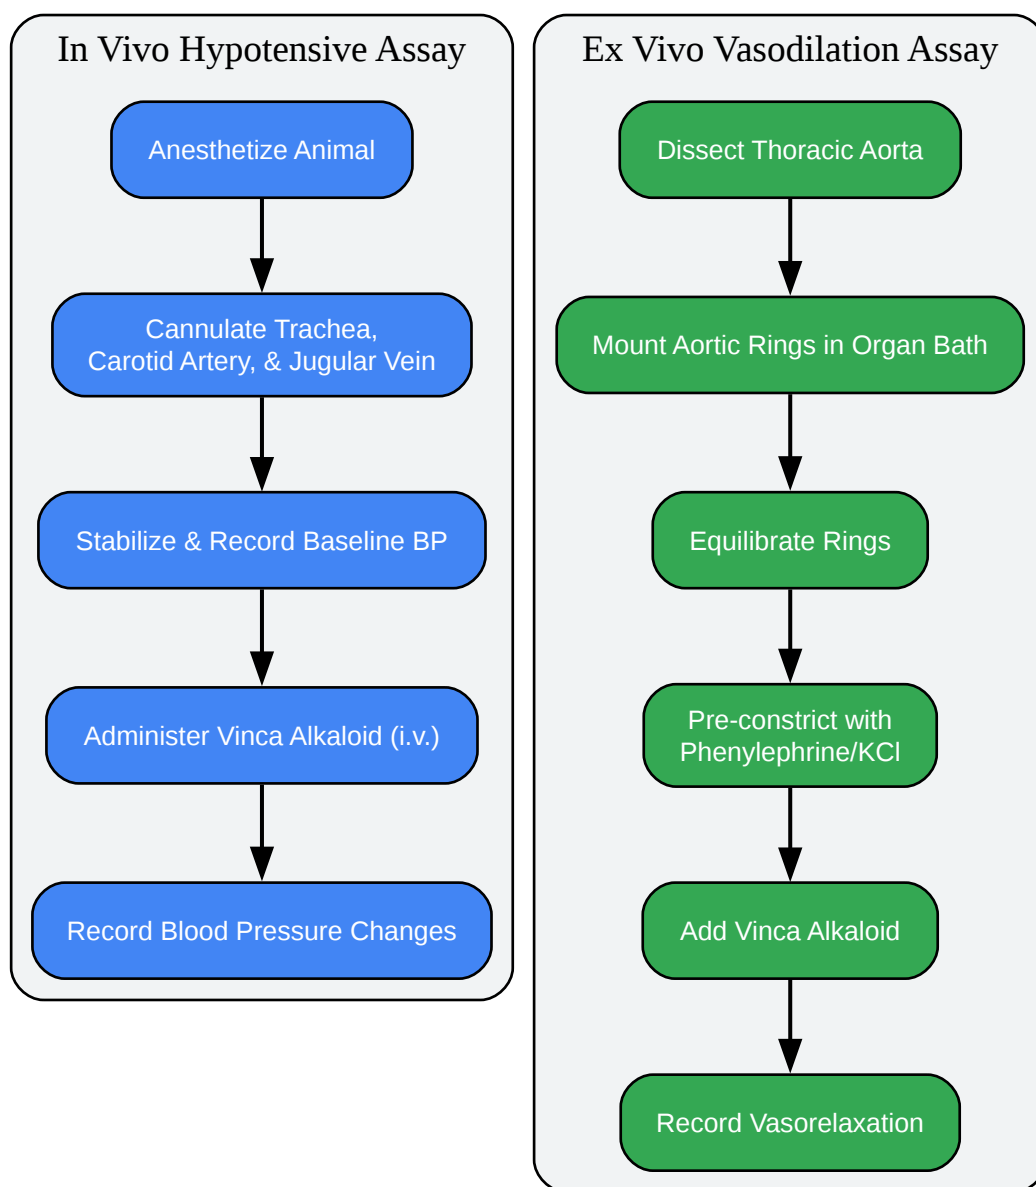 In Vivo Hypotensive Assay
Anesthetize Animal
Cannulate Trachea,
Carotid Artery, & Jugular Vein
Stabilize & Record Baseline BP
Administer Vinca Alkaloid (i.v.)
Record Blood Pressure Changes
Ex Vivo Vasodilation Assay
Dissect Thoracic Aorta
Mount Aortic Rings in Organ Bath
Equilibrate Rings
Pre-constrict with
Phenylephrine/KCl
Add Vinca Alkaloid
Record Vasorelaxation